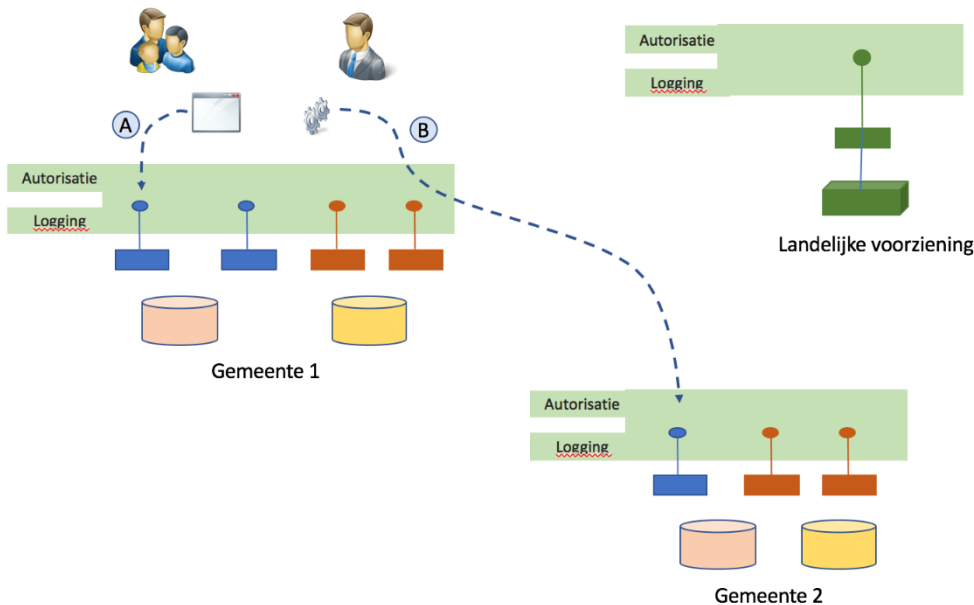 Autorisatie
Logging
Landelijke voorziening
A
B
Autorisatie
Logging
Gemeente 1
Autorisatie
Logging
Gemeente 2